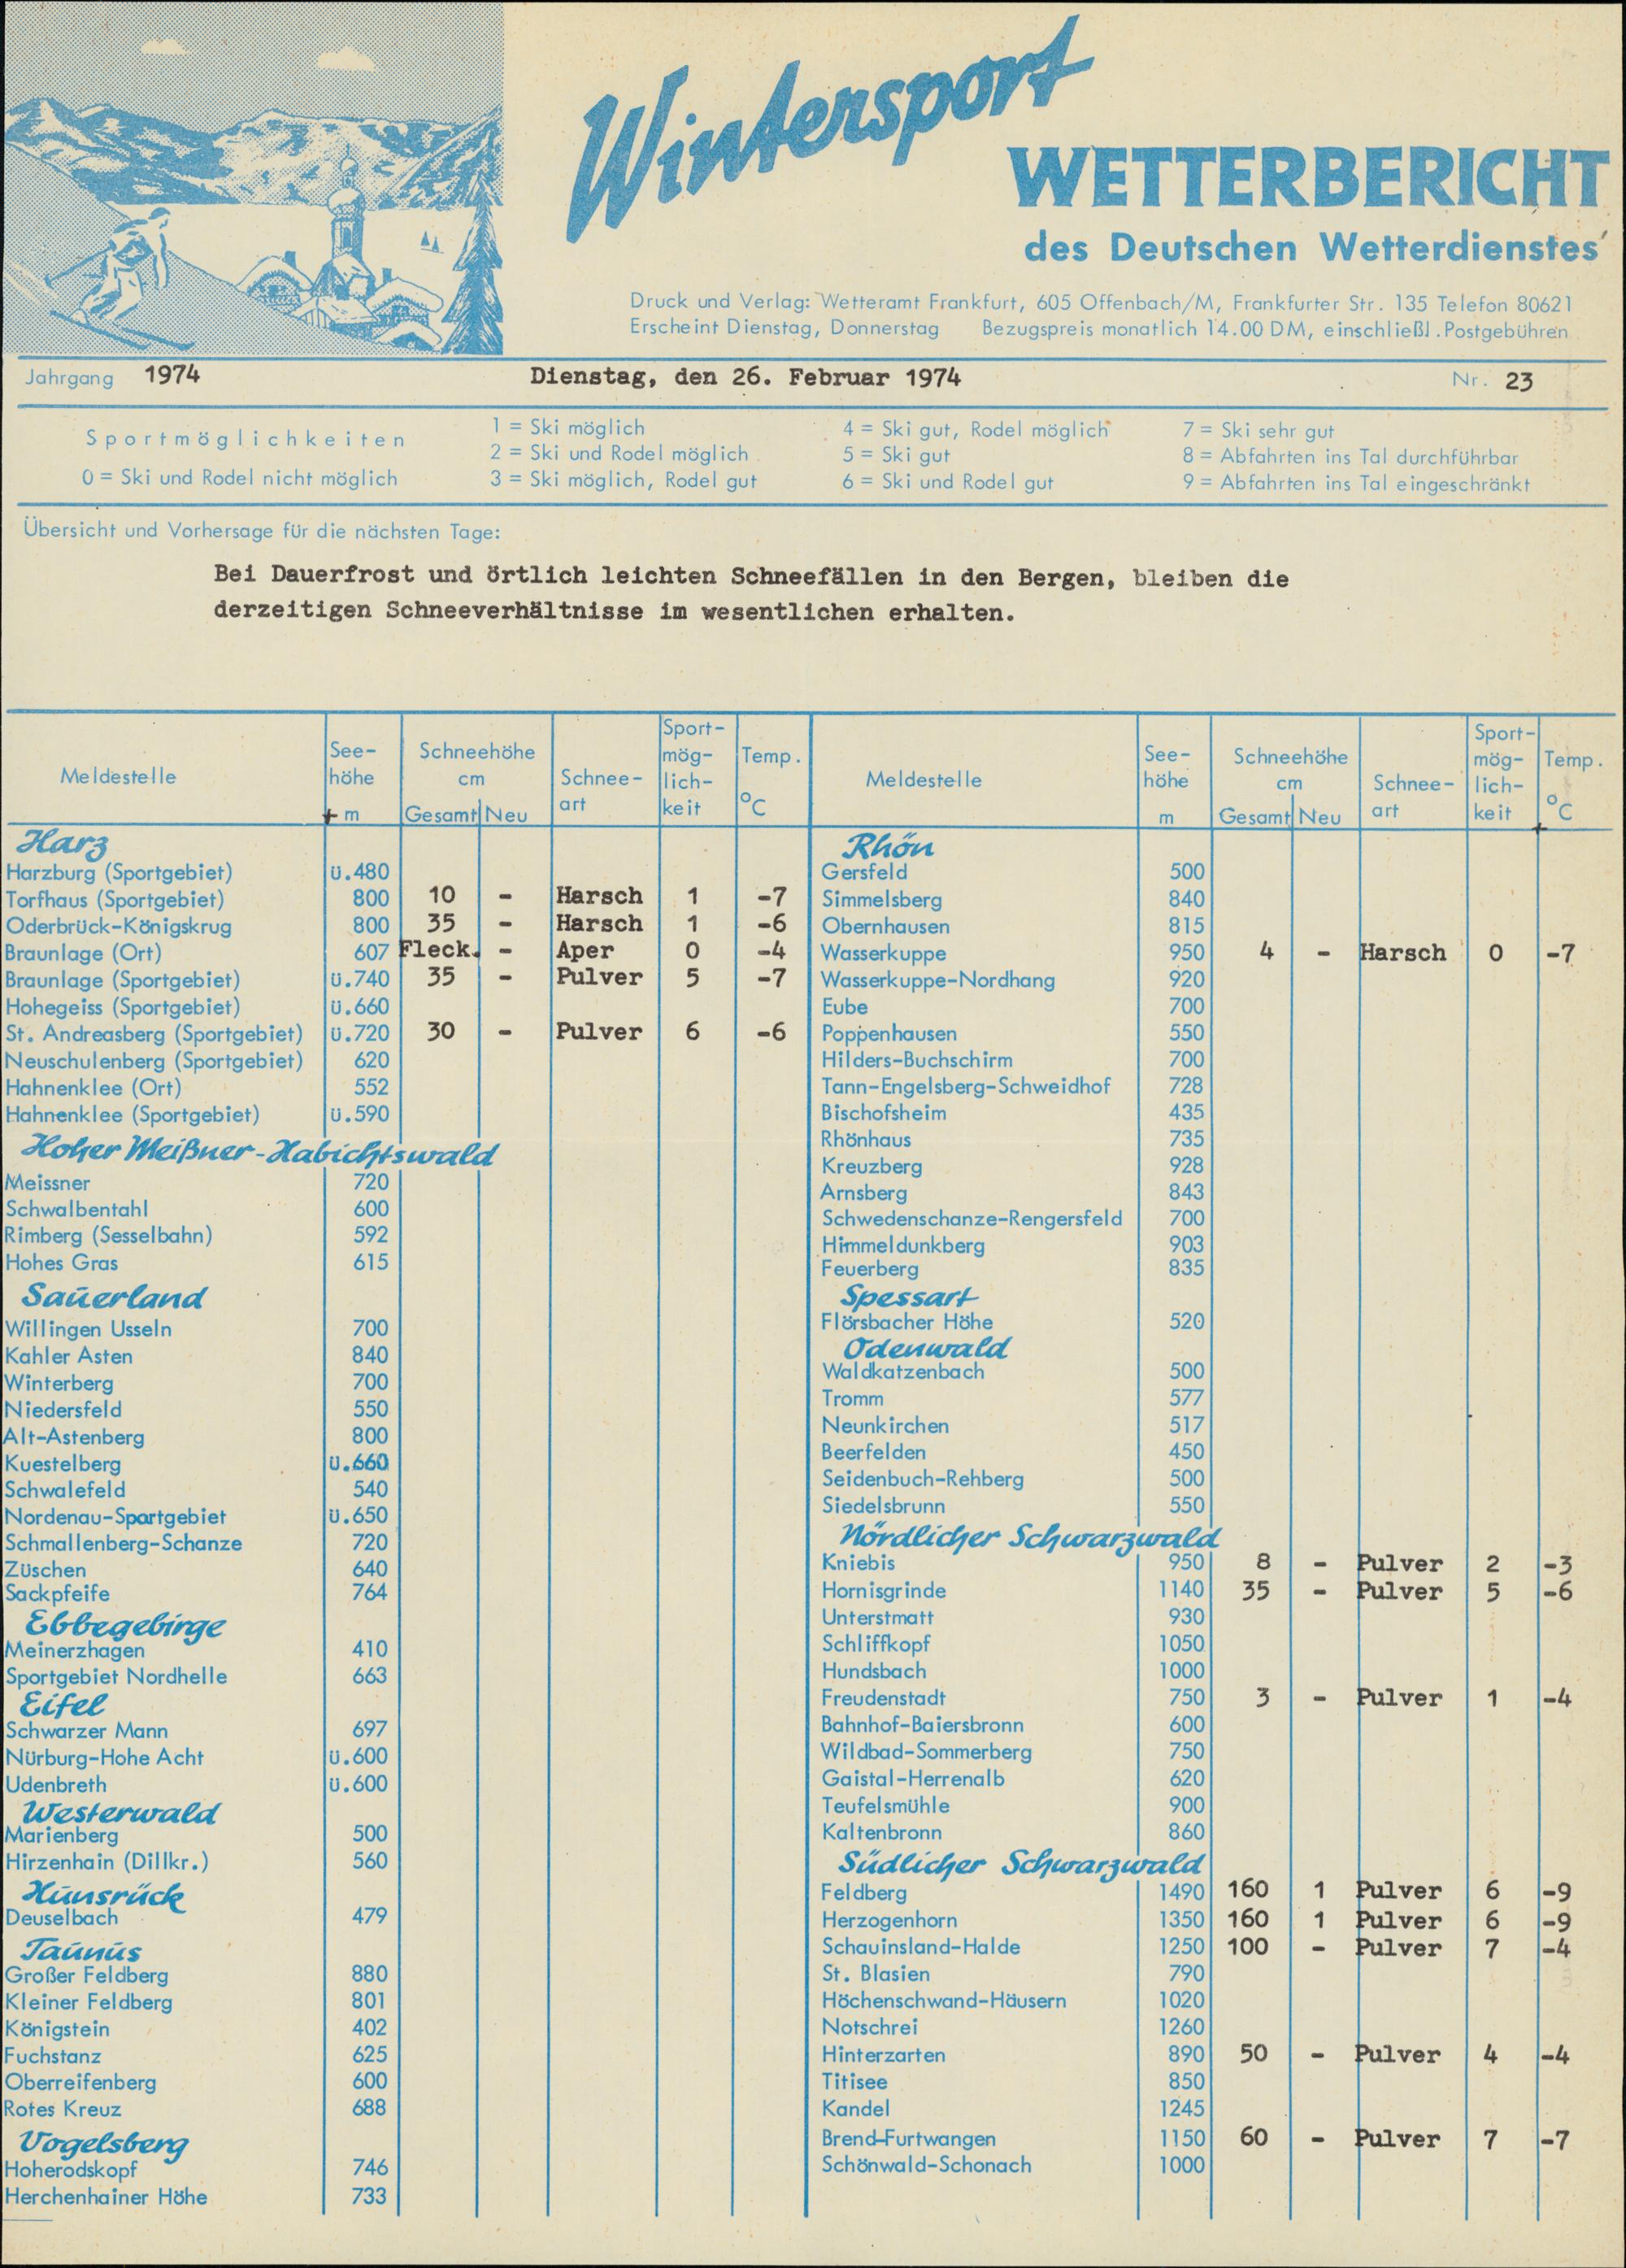 Wintersport
WETTERBERICHT
des Deutschen Wetterdienstes
Druck und Verlag: Wetteramt Frankfurt, 605 Offenbach/M, Frankfurter Str. 135 Telefon 80621
Erscheint Dienstag, Donnerstag Bezugspreis monatlich 14.00 DM, einschließl. Postgebühren
Jahrgang 1974 Dienstag, den 26. Februar 1974 Nr. 23
Sportmöglichkeiten
0 = Ski und Rodel nicht möglich
1 = Ski möglich
2 = Ski und Rodel möglich
3 = Ski möglich, Rodel gut
4 = Ski gut, Rodel möglich
5 = Ski gut
6 = Ski und Rodel gut
7 = Ski sehr gut
8 = Abfahrten ins Tal durchführbar
9 = Abfahrten ins Tal eingeschränkt
Übersicht und Vorhersage für die nächsten Tage:
Bei Dauerfrost und örtlich leichten Schneefällen in den Bergen, bleiben die
derzeitigen Schneeverhältnisse im wesentlichen erhalten.
Meldestelle
See-
höhe
m
Schneehöhe
cm
Gesamt Neu
Schnee-
art
Sport-
mög-
lich-
keit
Temp.
°C
Harz
Harzburg (Sportgebiet) ü.480
Torfhaus (Sportgebiet) 800 10 - Harsch 1 -7
Oderbrück-Königskrug 800 35 - Harsch 1 -6
Braunlage (Ort) 607 Fleck. - Aper 0 -4
Braunlage (Sportgebiet) ü.740 35 - Pulver 5 -7
Hohegeiss (Sportgebiet) ü.660
St. Andreasberg (Sportgebiet) ü.720 30 - Pulver 6 -6
Neuschulenberg (Sportgebiet) 620
Hahnenklee (Ort) 552
Hahnenklee (Sportgebiet) ü.590
Hoher Meißner-Habichtswald
Meissner 720
Schwalbentahl 600
Rimberg (Sesselbahn) 592
Hohes Gras 615
Sauerland
Willingen Usseln 700
Kahler Asten 840
Winterberg 700
Niedersfeld 550
Alt-Astenberg 800
Kuestelberg ü.660
Schwalefeld 540
Nordenau-Sportgebiet ü.650
Schmallenberg-Schanze 720
Züschen 640
Sackpfeife 764
Ebbegebirge
Meinerzhagen 410
Sportgebiet Nordhelle 663
Eifel
Schwarzer Mann 697
Nürburg-Hohe Acht ü.600
Udenbreth ü.600
Westerwald
Marienberg 500
Hirzenhain (Dillkr.) 560
Hunsrück
Deuselbach 479
Taunus
Großer Feldberg 880
Kleiner Feldberg 801
Königstein 402
Fuchstanz 625
Oberreifenberg 600
Rotes Kreuz 688
Vogelsberg
Hoherodskopf 746
Herchenhainer Höhe 733
Meldestelle
See-
höhe
m
Schneehöhe
cm
Gesamt Neu
Schnee-
art
Sport-
mög-
lich-
keit
Temp.
°C
Rhön
Gersfeld 500
Simmelsberg 840
Obernhausen 815
Wasserkuppe 950 4 - Harsch 0 -7
Wasserkuppe-Nordhang 920
Eube 700
Poppenhausen 550
Hilders-Buchschirm 700
Tann-Engelsberg-Schweidhof 728
Bischofsheim 435
Rhönhaus 735
Kreuzberg 928
Arnsberg 843
Schwedenschanze-Rengersfeld 700
Himmeldunkberg 903
Feuerberg 835
Spessart
Flörsbacher Höhe 520
Odenwald
Waldkatzenbach 500
Tromm 577
Neunkirchen 517
Beerfelden 450
Seidenbuch-Rehberg 500
Siedelsbrunn 550
Nördlicher Schwarzwald
Kniebis 950 8 - Pulver 2 -3
Hornisgrinde 1140 35 - Pulver 5 -6
Unterstmatt 930
Schliffkopf 1050
Hundsbach 1000
Freudenstadt 750 3 - Pulver 1 -4
Bahnhof-Baiersbronn 600
Wildbad-Sommerberg 750
Gaistal-Herrenalb 620
Teufelsmühle 900
Kaltenbronn 860
Südlicher Schwarzwald
Feldberg 1490 160 1 Pulver 6 -9
Herzogenhorn 1350 160 1 Pulver 6 -9
Schauinsland-Halde 1250 100 - Pulver 7 -4
St. Blasien 790
Höchenschwand-Häusern 1020
Notschrei 1260
Hinterzarten 890 50 - Pulver 4 -4
Titisee 850
Kandel 1245
Brend-Furtwangen 1150 60 - Pulver 7 -7
Schönwald-Schonach 1000